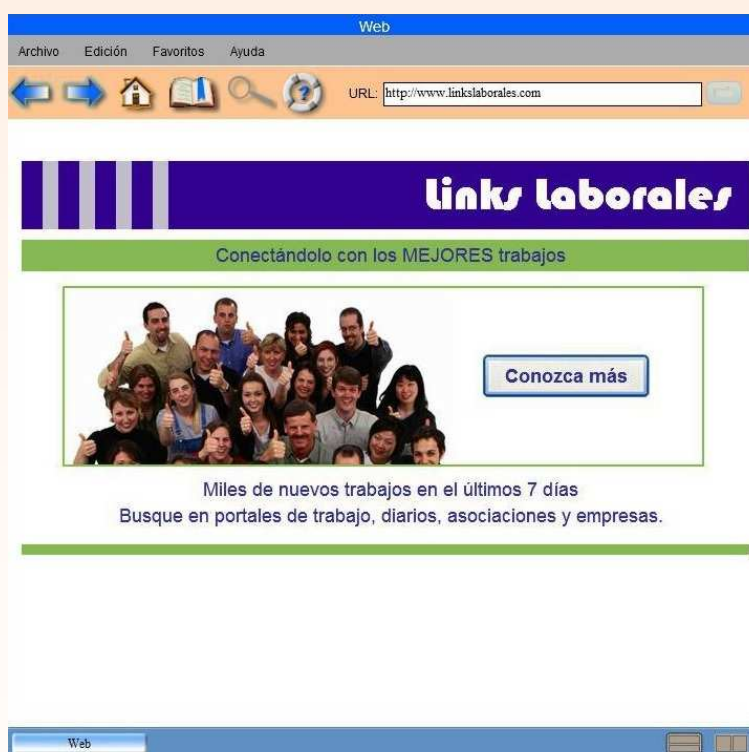 Web
Archivo Edición Favoritos Ayuda
URL: http://www.linkslaborales.com
Links Laborales
Conectándolo con los MEJORES trabajos
Conozca más
Miles de nuevos trabajos en el últimos 7 días
Busque en portales de trabajo, diarios, asociaciones y empresas.
Web